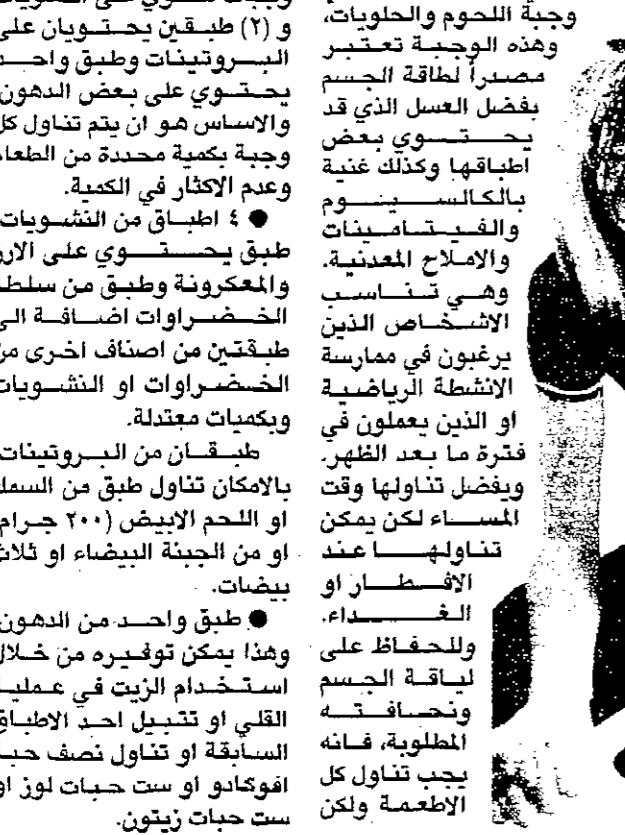 وجبة اللحوم والحلويات،
وهذه الوجبة تعتبر
مصدراً لطاقة الجسم
بفضل العسل الذي قد
يحتوي بعض
اطباقها وكذلك غنية
بالكالسيوم
والفيتامينات
والاملاح المعدنية.
وهي تناسب
الاشخاص الذين
يرغبون في ممارسة
الانشطة الرياضية
او الذين يعملون في
فترة ما بعد الظهر.
ويفضل تناولها وقت
المساء لكن يمكن
تناولها عند
الافطار او
الغداء.
وللحفاظ على
لياقة الجسم
ونحافته
المطلوبة، فانه
يجب تناول كل
الاطعمة ولكن
و (٢) طبقين يحتويان على
البروتينات وطبق واحد
يحتوي على بعض الدهون
والاساس هو ان يتم تناول كل
وجبة بكمية محددة من الطعا
وعدم الاكثار في الكمية.
● ٤ اطباق من النشويات
طبق يحتوي على الارز
والمعكرونة وطبق من سلطة
الخضراوات اضافة الى
طبقتين من اصناف اخرى من
الخضراوات او النشويات
وبكميات معتدلة.
طبقان من البروتينات
بالامكان تناول طبق من السمك
او اللحم الابيض (٢٠٠ جرام
او من الجبنة البيضاء او ثلاث
بيضات.
● طبق واحد من الدهون
وهذا يمكن توفيره من خلال
استخدام الزيت في عمليا
القلي او تتبيل احد الاطباق
السابقة او تناول نصف حبة
افوكادو او ست حبات لوز او
ست حبات زيتون.